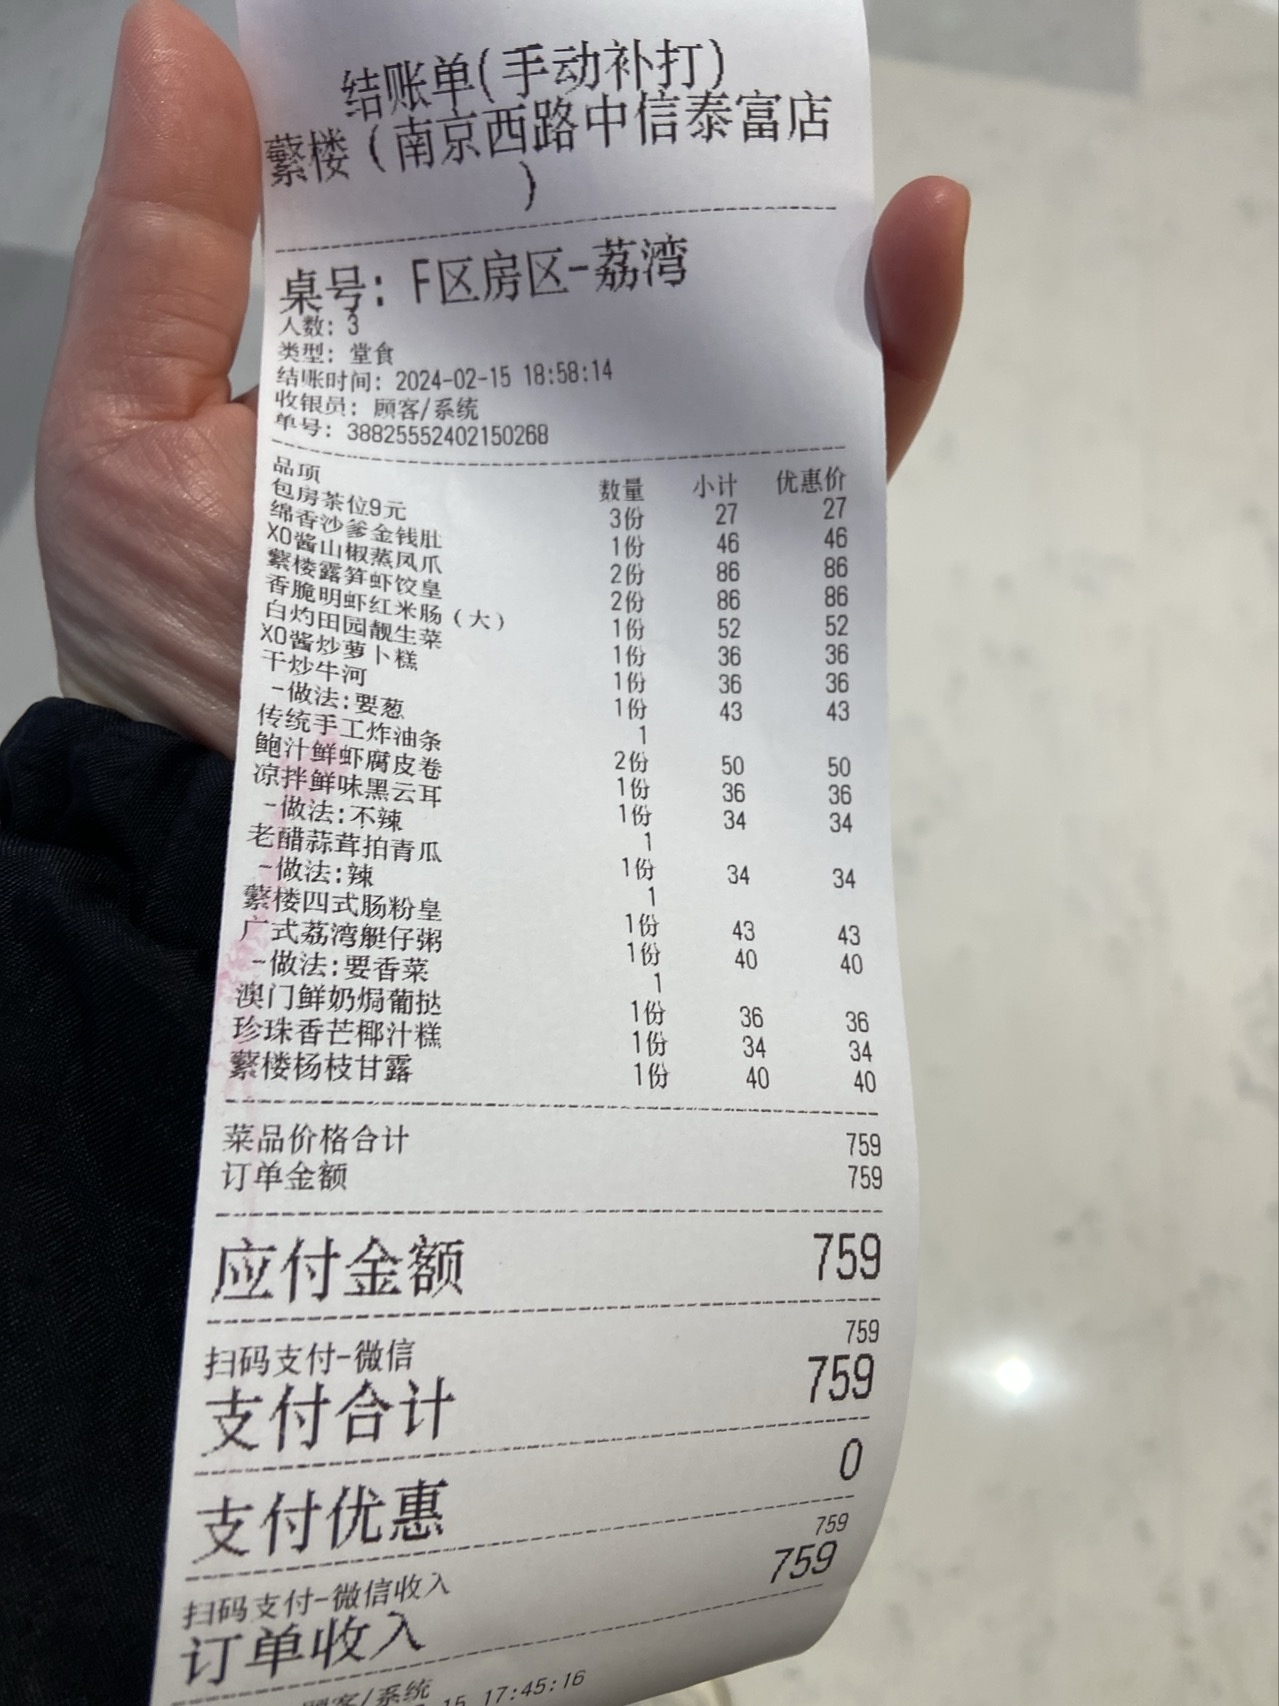 结账单(手动补打)
蘩楼（南京西路中信泰富店
）
桌号: F区房区-荔湾
人数: 3
类型: 堂食
结账时间: 2024-02-15 18:58:14
收银员: 顾客/系统
单号: 38825552402150268
品项 数量 小计 优惠价
包房茶位9元 3份 27 27
绵香沙爹金钱肚 1份 46 46
XO酱山椒蒸凤爪 2份 86 86
蘩楼露笋虾饺皇 2份 86 86
香脆明虾红米肠（大） 1份 52 52
白灼田园靓生菜 1份 36 36
XO酱炒萝卜糕 1份 36 36
干炒牛河 1份 43 43
-做法:要葱 1
传统手工炸油条 2份 50 50
鲍汁鲜虾腐皮卷 1份 36 36
凉拌鲜味黑云耳 1份 34 34
-做法:不辣 1
老醋蒜茸拍青瓜 1份 34 34
-做法:辣 1
蘩楼四式肠粉皇 1份 43 43
广式荔湾艇仔粥 1份 40 40
-做法:要香菜 1
澳门鲜奶焗葡挞 1份 36 36
珍珠香芒椰汁糕 1份 34 34
蘩楼杨枝甘露 1份 40 40
菜品价格合计 759
订单金额 759
应付金额 759
扫码支付-微信 759
支付合计 759
支付优惠 0
扫码支付-微信收入 759
订单收入 759
顾客/系统
15 17:45:16